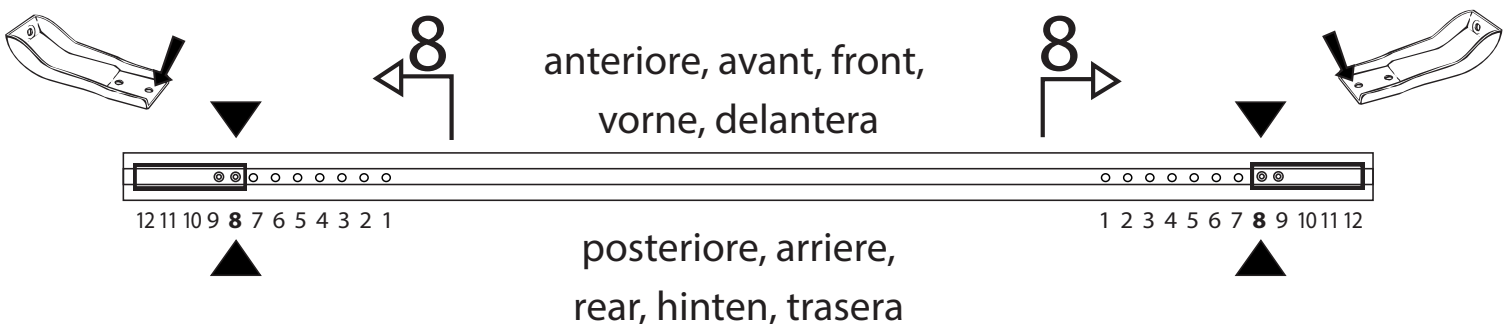 8
8
anteriore, avant, front,
vorne, delantera
12 11 10 9 8 7 6 5 4 3 2 1
1 2 3 4 5 6 7 8 9 10 11 12
posteriore, arriere,
rear, hinten, trasera